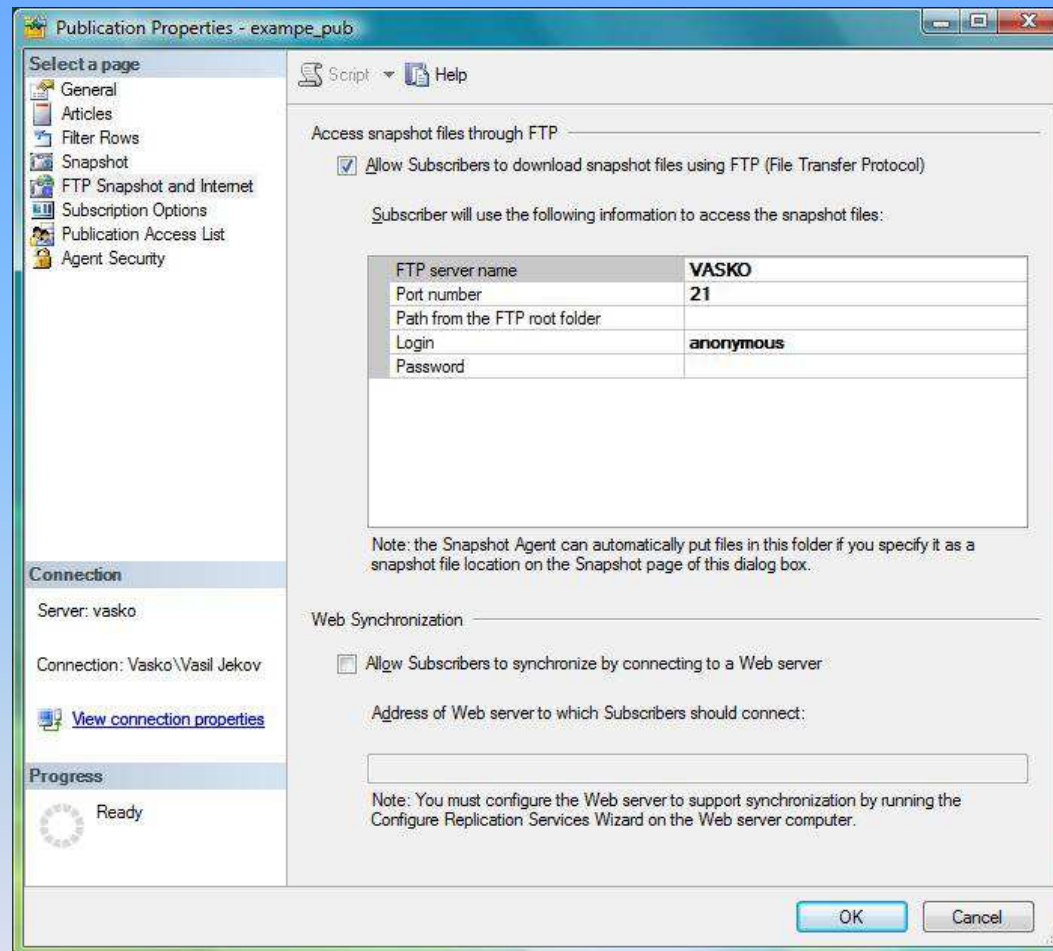 Publication Properties - exampe_pub
Select a page
General
Articles
Filter Rows
Snapshot
FTP Snapshot and Internet
Subscription Options
Publication Access List
Agent Security
Connection
Server: vasko
Connection: Vasko\Vasil Jekov
View connection properties
Progress
Ready
Script
Help
Access snapshot files through FTP
Allow Subscribers to download snapshot files using FTP (File Transfer Protocol)
Subscriber will use the following information to access the snapshot files:
FTP server name VASKO
Port number 21
Path from the FTP root folder
Login anonymous
Password
Note: the Snapshot Agent can automatically put files in this folder if you specify it as a
snapshot file location on the Snapshot page of this dialog box.
Web Synchronization
Allow Subscribers to synchronize by connecting to a Web server
Address of Web server to which Subscribers should connect:
Note: You must configure the Web server to support synchronization by running the
Configure Replication Services Wizard on the Web server computer.
OK
Cancel